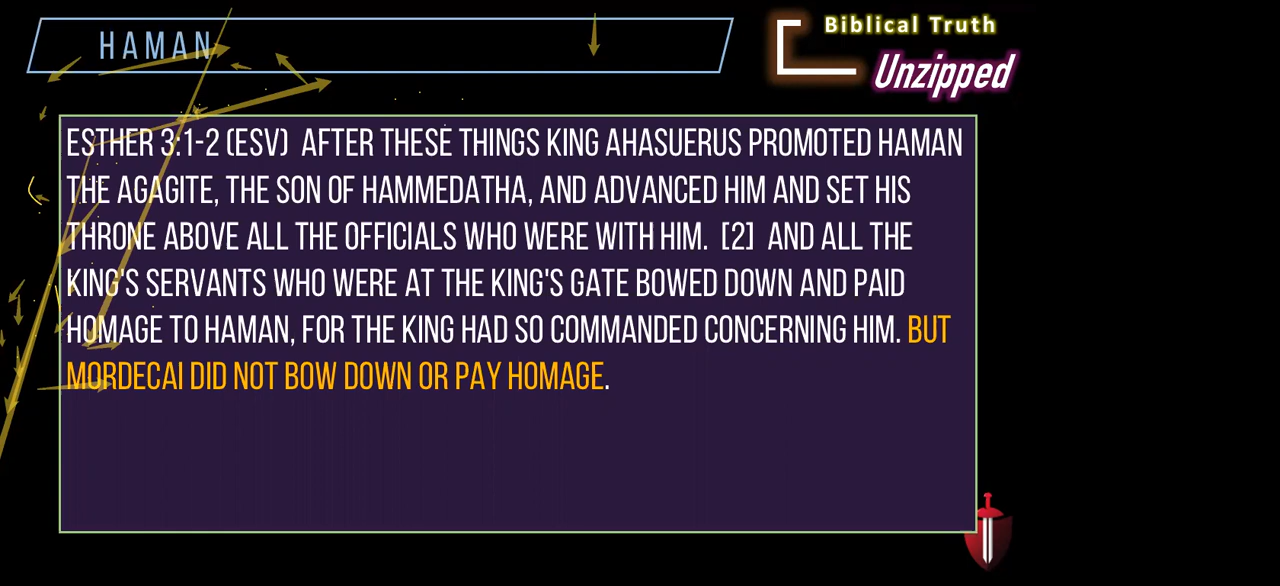 HAMAN
Biblical Truth
Unzipped
ESTHER 3:1-2 (ESV) AFTER THESE THINGS KING AHASUERUS PROMOTED HAMAN
THE AGAGITE, THE SON OF HAMMEDATHA, AND ADVANCED HIM AND SET HIS
THRONE ABOVE ALL THE OFFICIALS WHO WERE WITH HIM. [2] AND ALL THE
KING'S SERVANTS WHO WERE AT THE KING'S GATE BOWED DOWN AND PAID
HOMAGE TO HAMAN, FOR THE KING HAD SO COMMANDED CONCERNING HIM. BUT
MORDECAI DID NOT BOW DOWN OR PAY HOMAGE.